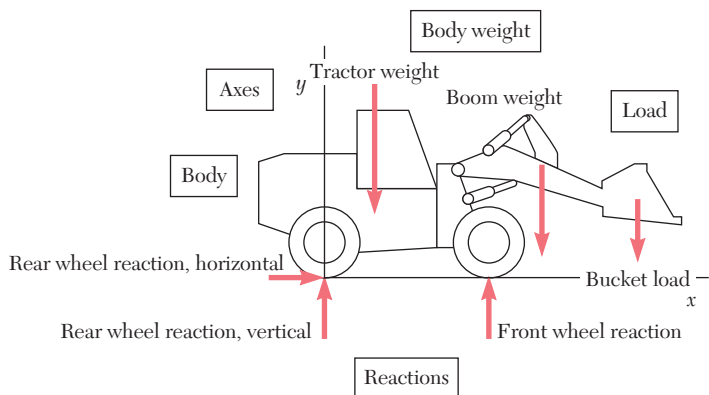 Body weight
Tractor weight
y
Axes
Boom weight
Load
Body
Rear wheel reaction, horizontal
Bucket load
x
Rear wheel reaction, vertical
Front wheel reaction
Reactions